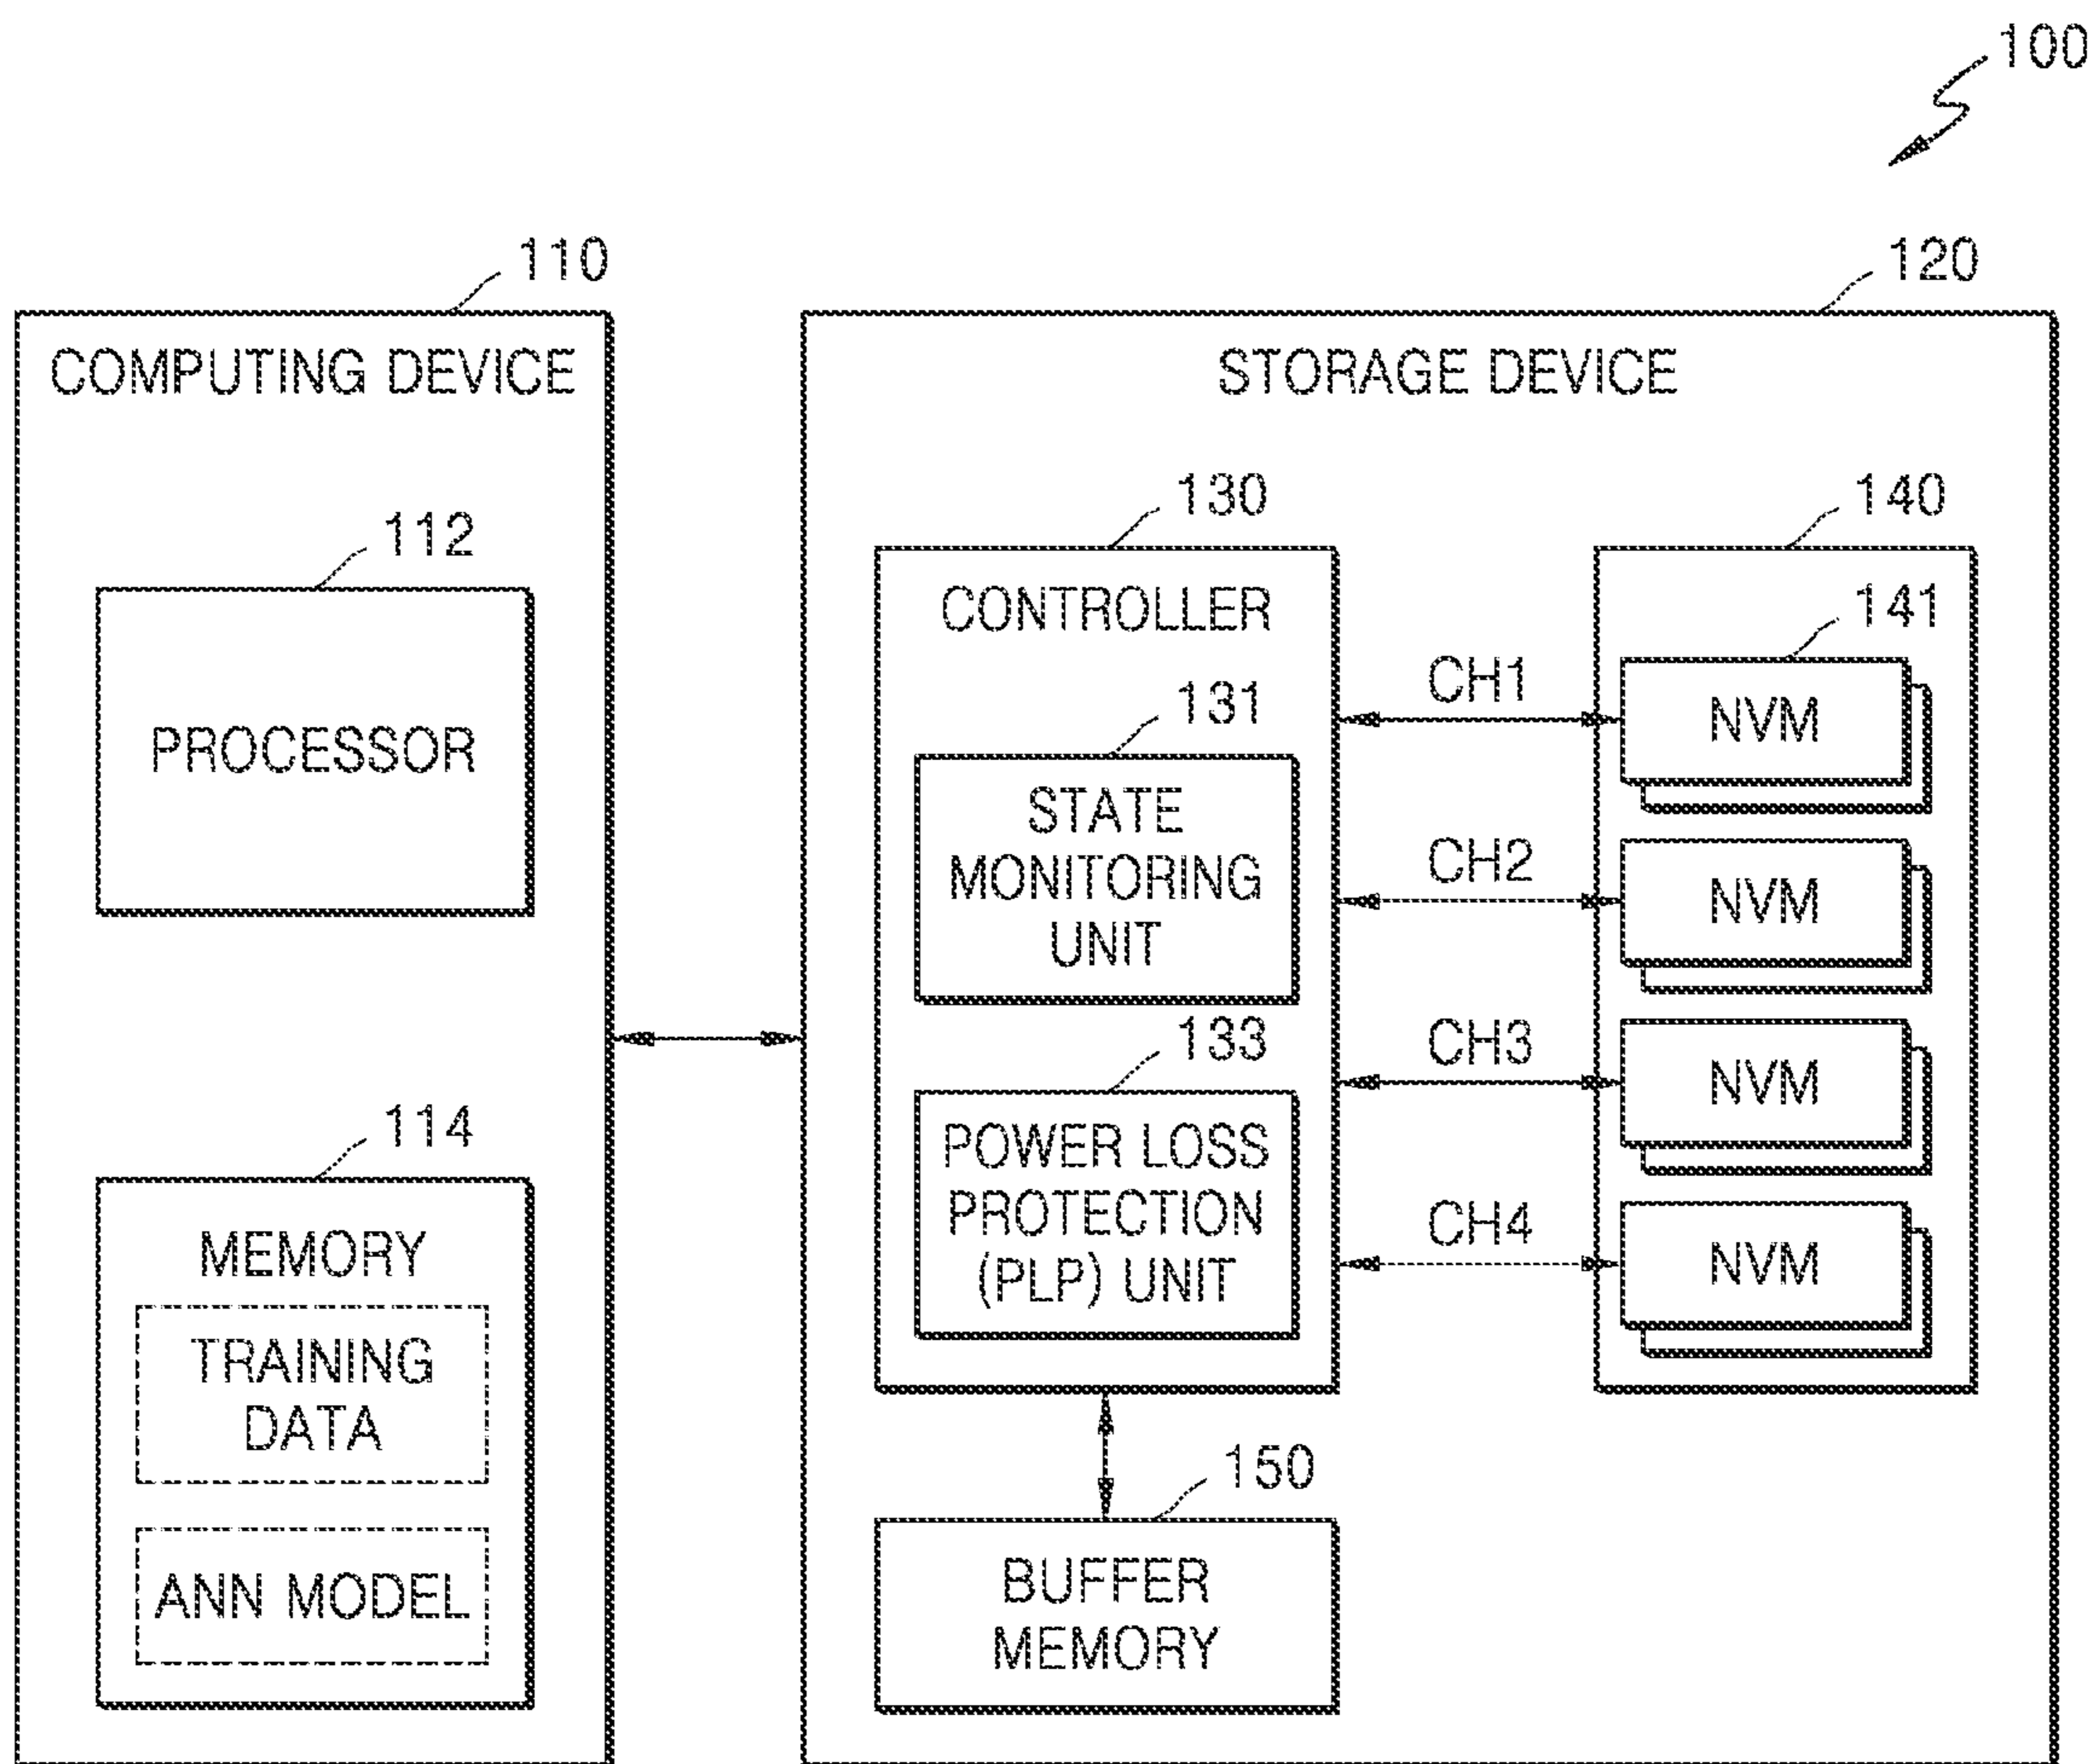 100
110
120
COMPUTING DEVICE
STORAGE DEVICE
112
PROCESSOR
114
MEMORY
TRAINING
DATA
ANN MODEL
130
CONTROLLER
131
STATE
MONITORING
UNIT
133
POWER LOSS
PROTECTION
(PLP) UNIT
CH1
CH2
CH3
CH4
140
141
NVM
NVM
NVM
NVM
150
BUFFER
MEMORY